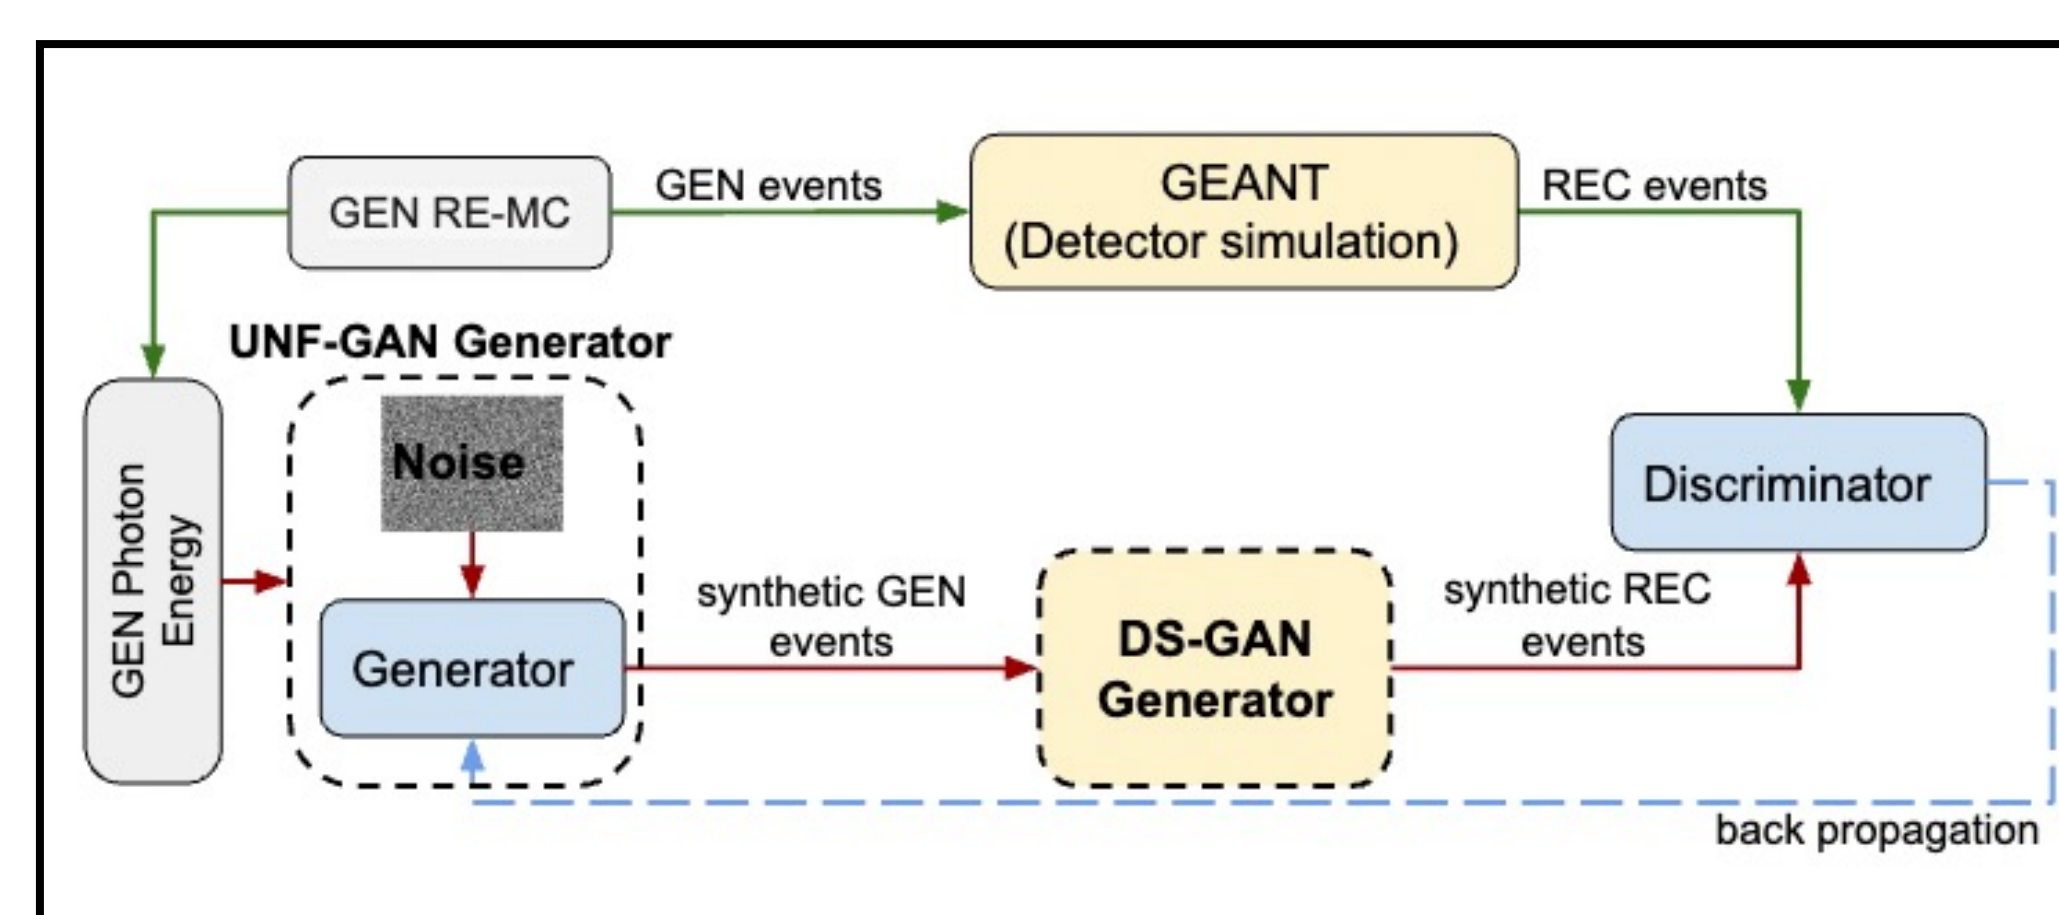 GEN RE-MC
GEN events
GEANT
(Detector simulation)
REC events
UNF-GAN Generator
GEN Photon
Energy
Noise
Generator
synthetic GEN
events
DS-GAN
Generator
synthetic REC
events
Discriminator
back propagation